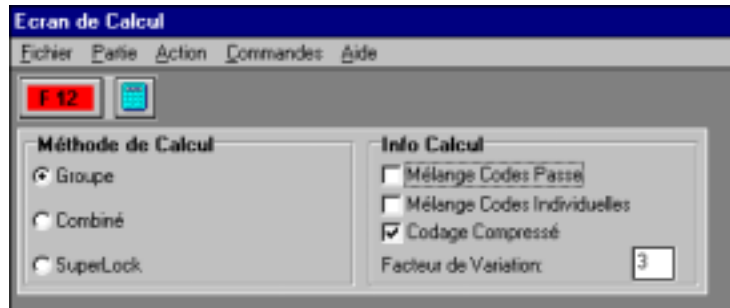 Ecran de Calcul
Fichier Partie Action Commandes Aide
F 12
Méthode de Calcul
Groupe
Combiné
SuperLock
Info Calcul
Mélange Codes Passe
Mélange Codes Individuelles
Codage Compressé
Facteur de Variation: 3